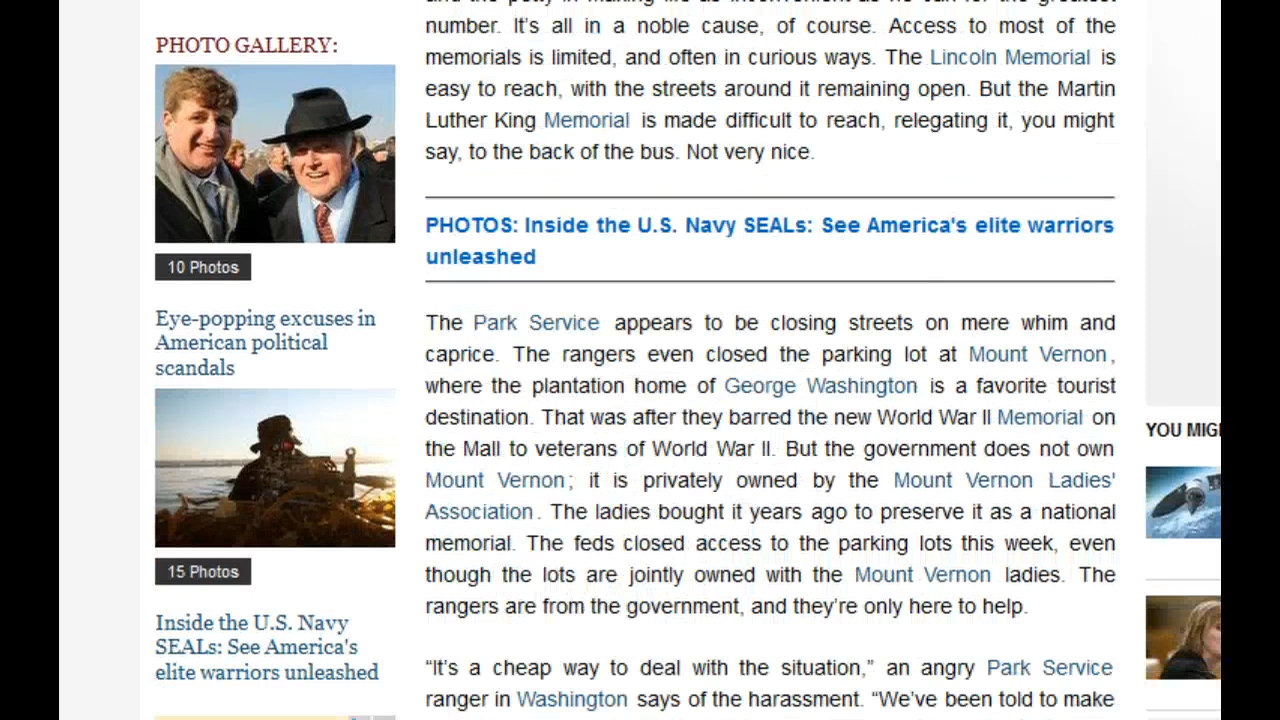 PHOTO GALLERY:
10 Photos
Eye-popping excuses in
American political
scandals
15 Photos
Inside the U.S. Navy
SEALs: See America's
elite warriors unleashed
number. It’s all in a noble cause, of course. Access to most of the
memorials is limited, and often in curious ways. The Lincoln Memorial is
easy to reach, with the streets around it remaining open. But the Martin
Luther King Memorial is made difficult to reach, relegating it, you might
say, to the back of the bus. Not very nice.
PHOTOS: Inside the U.S. Navy SEALs: See America's elite warriors
unleashed
The Park Service appears to be closing streets on mere whim and
caprice. The rangers even closed the parking lot at Mount Vernon,
where the plantation home of George Washington is a favorite tourist
destination. That was after they barred the new World War II Memorial on
the Mall to veterans of World War II. But the government does not own
Mount Vernon; it is privately owned by the Mount Vernon Ladies'
Association. The ladies bought it years ago to preserve it as a national
memorial. The feds closed access to the parking lots this week, even
though the lots are jointly owned with the Mount Vernon ladies. The
rangers are from the government, and they’re only here to help.
“It’s a cheap way to deal with the situation,” an angry Park Service
ranger in Washington says of the harassment. “We’ve been told to make
YOU MIG